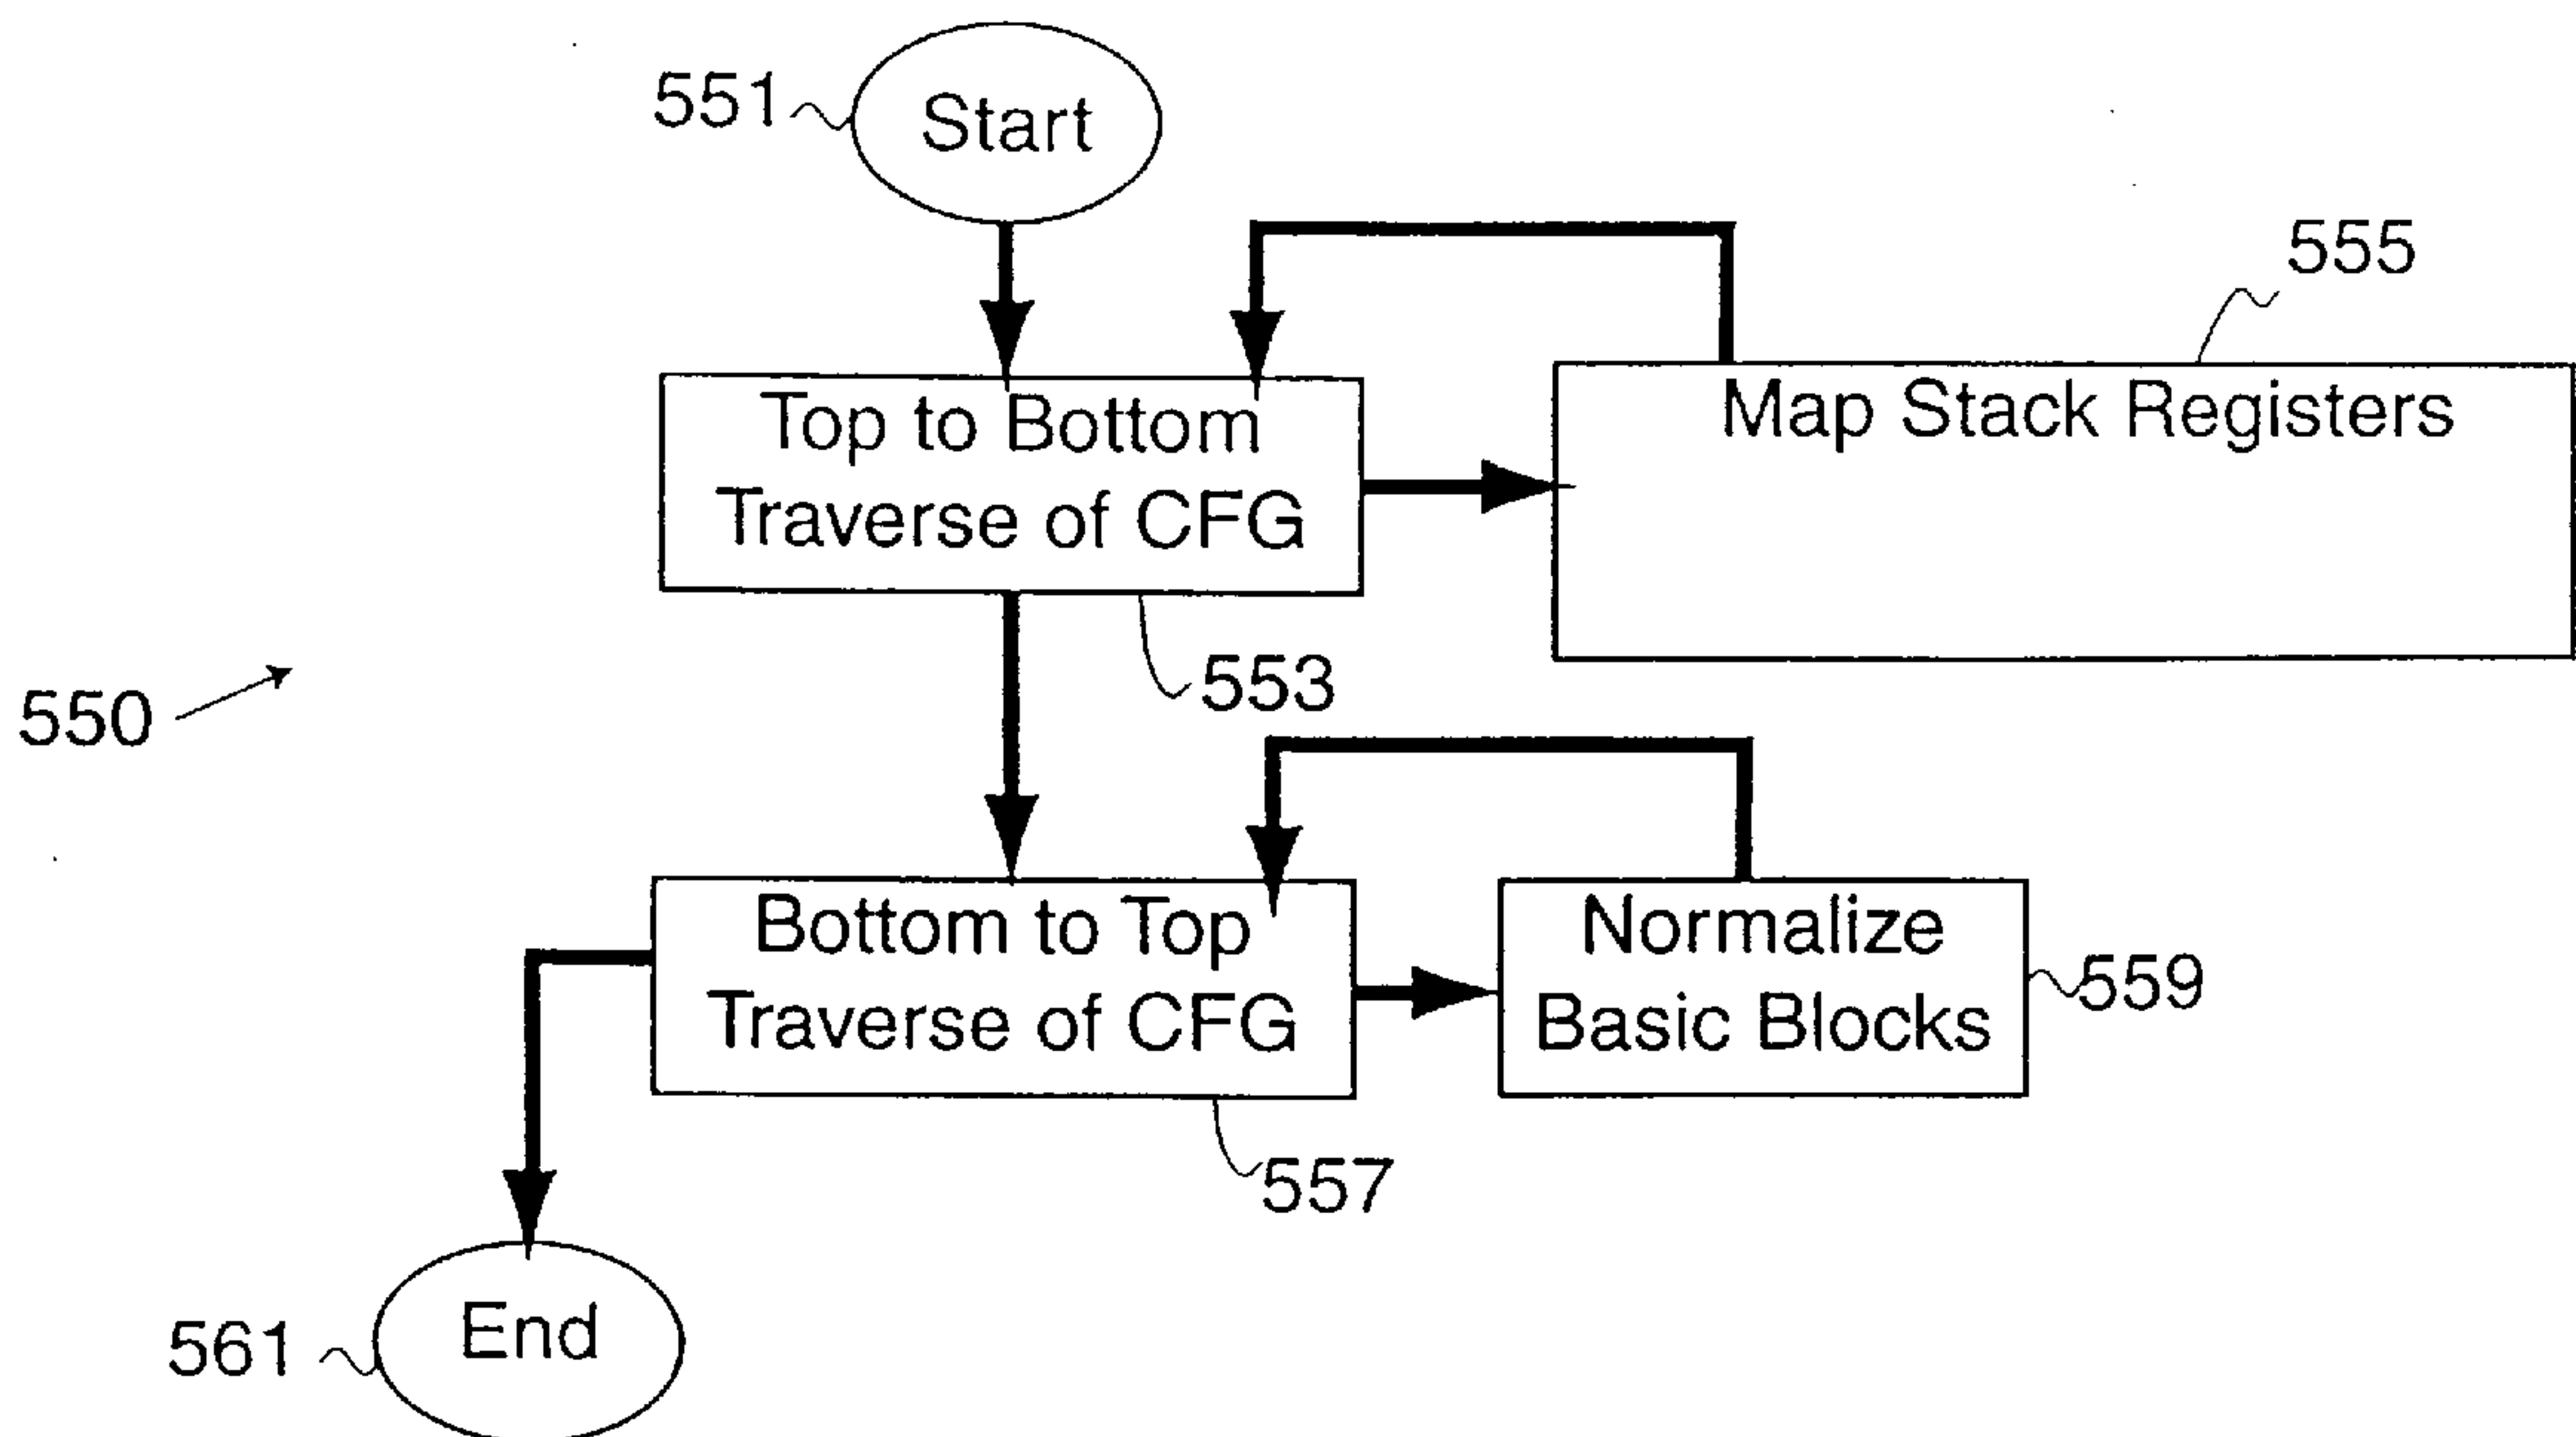 551
Start
555
Map Stack Registers
Top to Bottom
Traverse of CFG
553
550
Bottom to Top
Traverse of CFG
557
Normalize
Basic Blocks
559
End
561